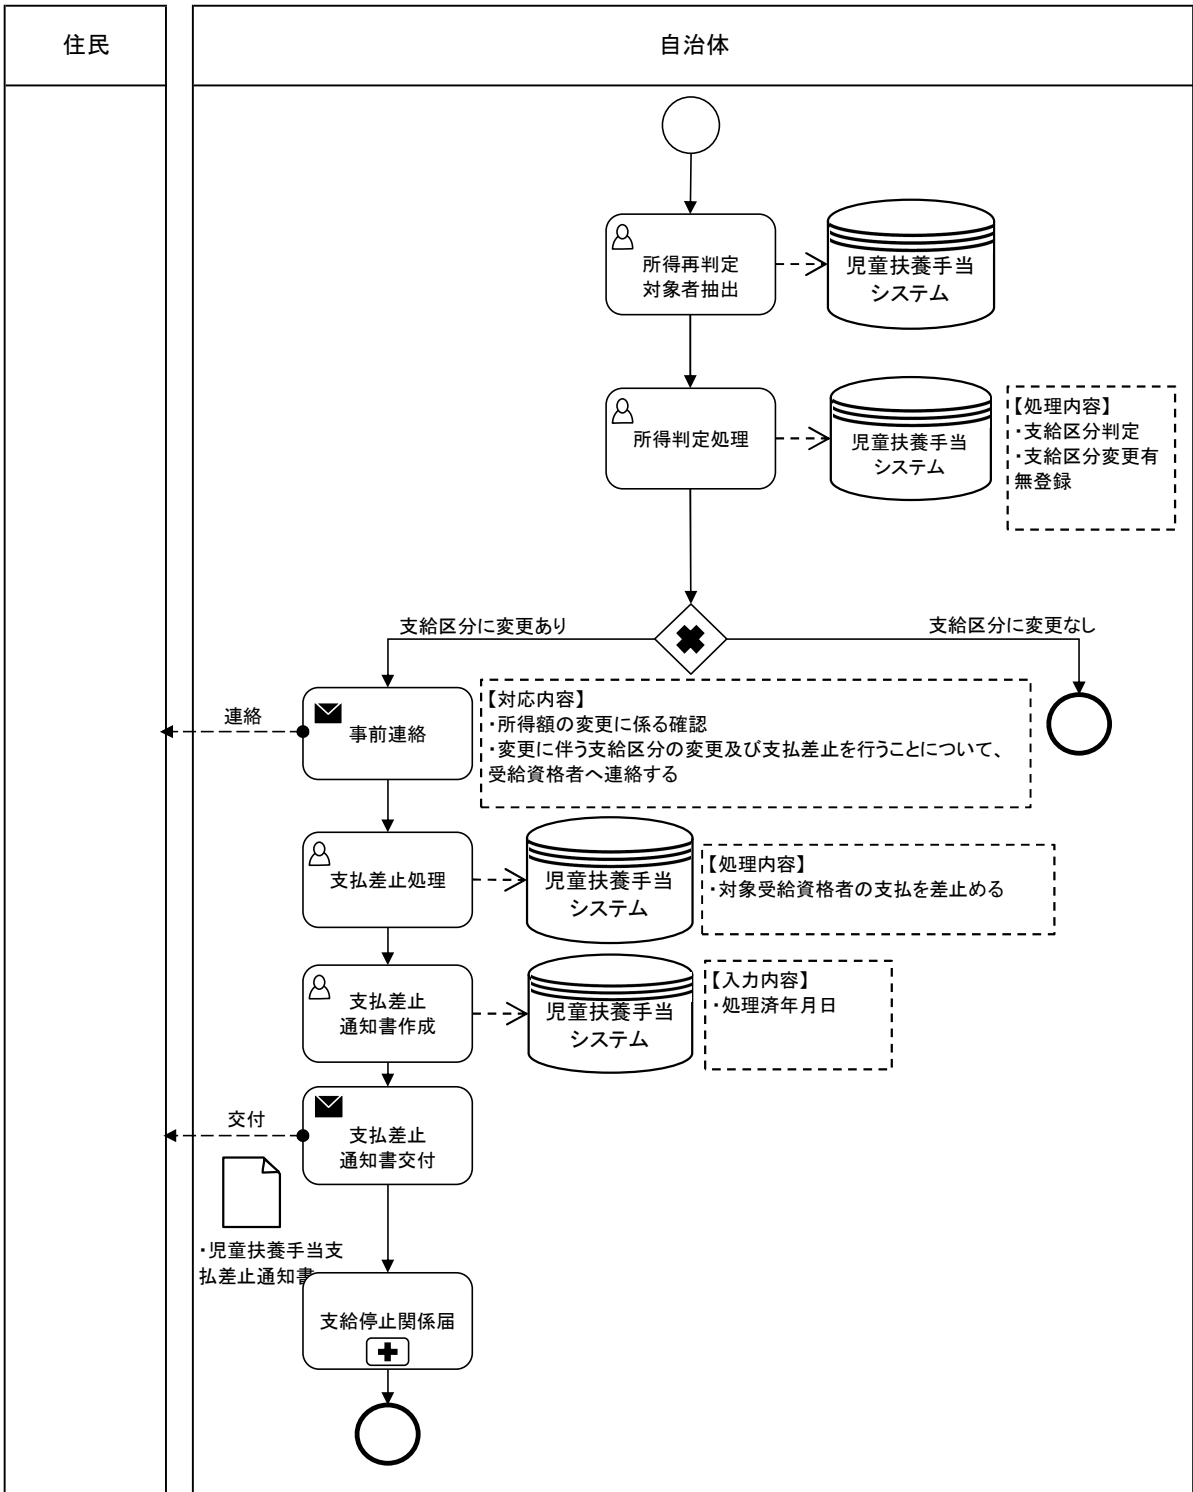 住民
自治体
所得再判定
対象者抽出
児童扶養手当
システム
所得判定処理
児童扶養手当
システム
【処理内容】
・支給区分判定
・支給区分変更有
無登録
支給区分に変更あり
支給区分に変更なし
連絡
事前連絡
【対応内容】
・所得額の変更に係る確認
・変更に伴う支給区分の変更及び支払差止を行うことについて、
受給資格者へ連絡する
支払差止処理
児童扶養手当
システム
【処理内容】
・対象受給資格者の支払を差止める
支払差止
通知書作成
児童扶養手当
システム
【入力内容】
・処理済年月日
交付
支払差止
通知書交付
・児童扶養手当支
払差止通知書
支給停止関係届